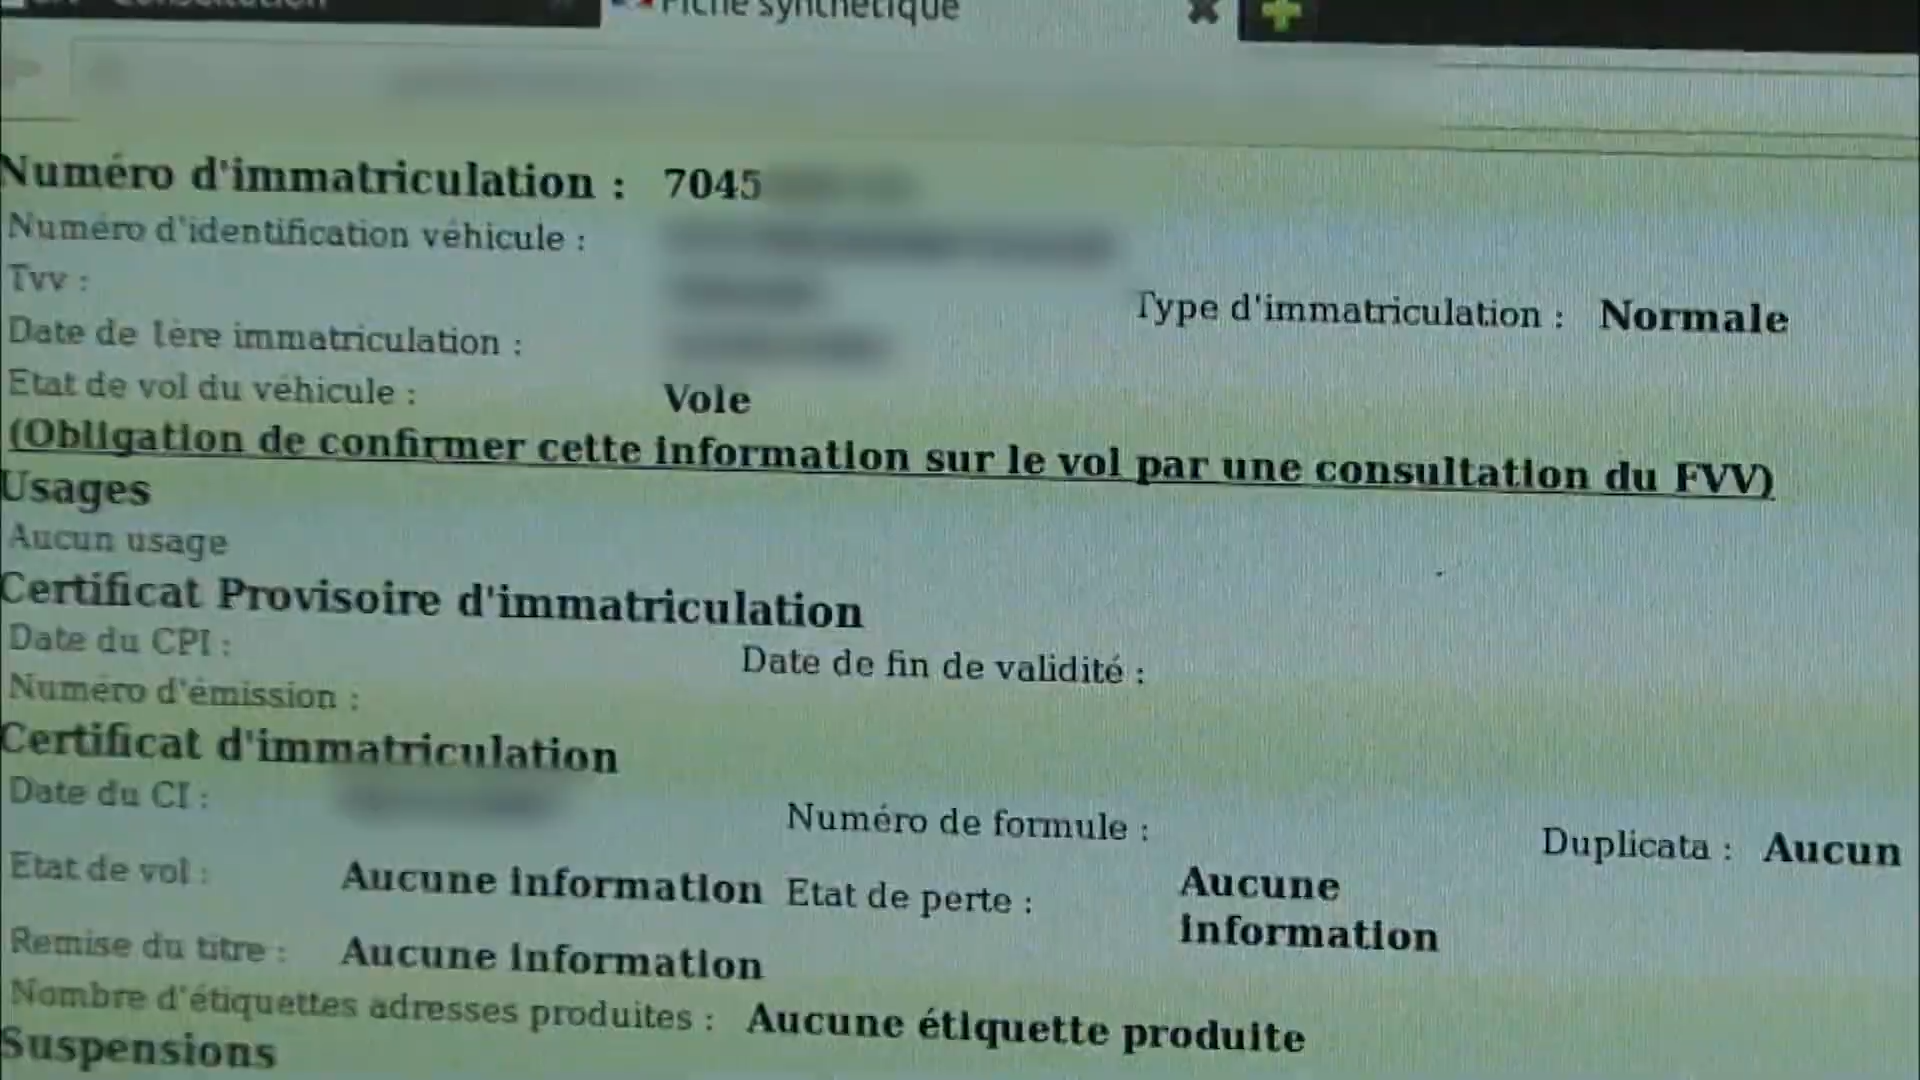 Fiche synthétique
Numéro d'immatriculation : 7045
Numéro d'identification véhicule :
Tvv :
Type d'immatriculation : Normale
Date de 1ère immatriculation :
Etat de vol du véhicule : Vole
(Obligation de confirmer cette information sur le vol par une consultation du FVV)
Usages
Aucun usage
Certificat Provisoire d'immatriculation
Date du CPI : Date de fin de validité :
Numéro d'émission :
Certificat d'immatriculation
Date du CI : Numéro de formule : Duplicata : Aucun
Etat de vol : Aucune information Etat de perte : Aucune
information
Remise du titre : Aucune information
Nombre d'étiquettes adresses produites : Aucune étiquette produite
Suspensions